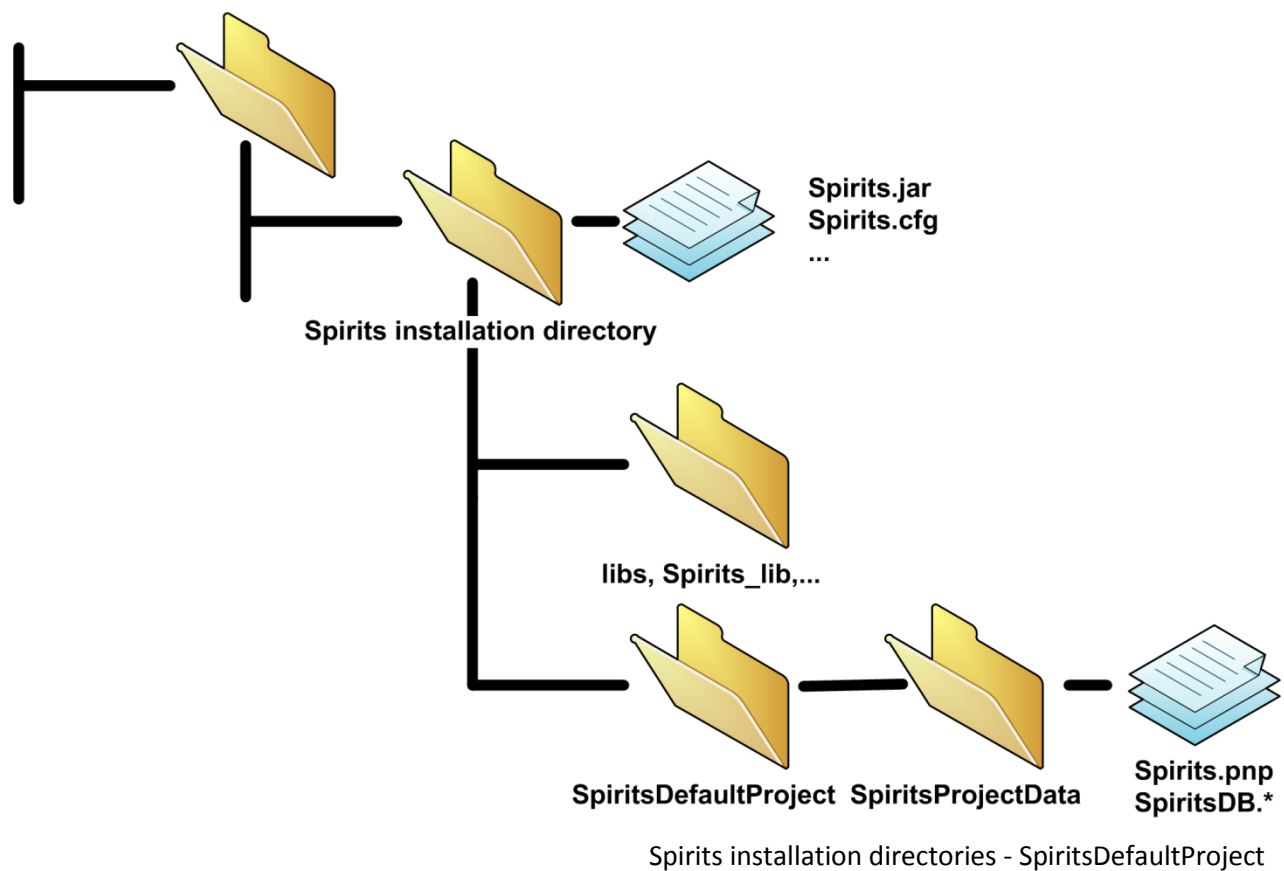 Spirits.jar
Spirits.cfg
...
Spirits installation directory
libs, Spirits_lib,...
SpiritsDefaultProject SpiritsProjectData
Spirits.pnp
SpiritsDB.*
Spirits installation directories - SpiritsDefaultProject